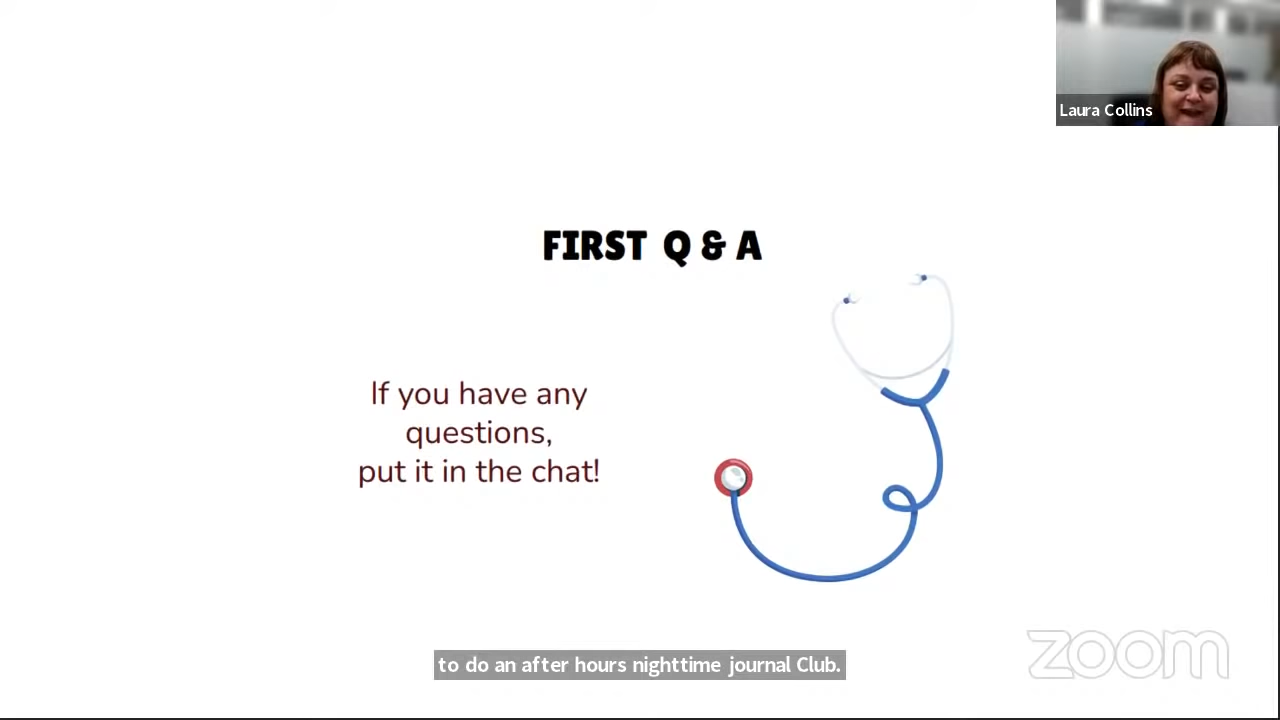 Laura Collins
FIRST Q & A
If you have any
questions,
put it in the chat!
to do an after hours nighttime journal Club.
zoom